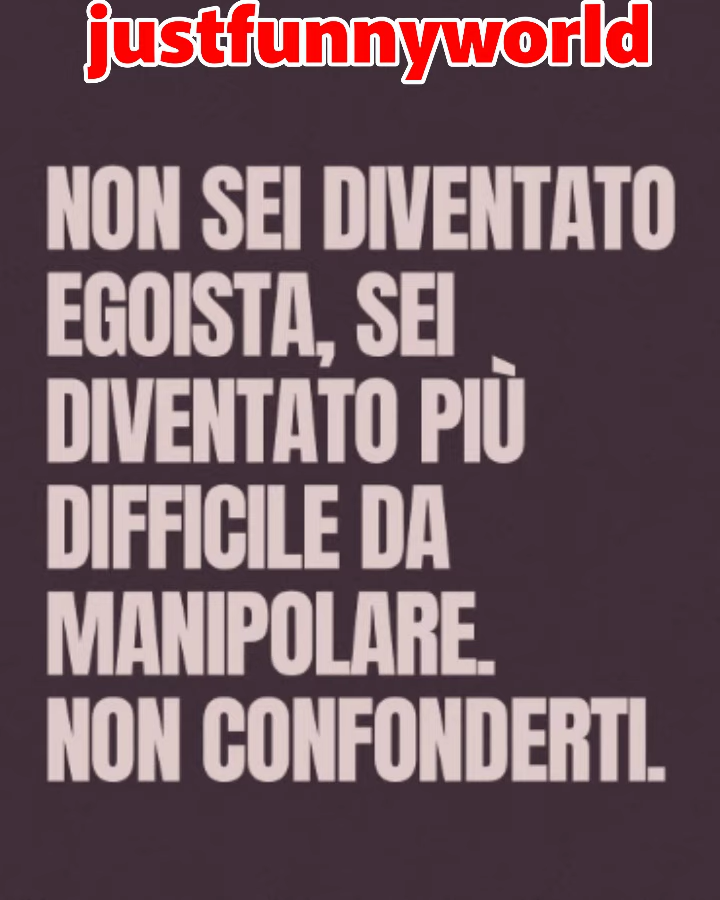 justfunnyworld
NON SEI DIVENTATO
EGOISTA, SEI
DIVENTATO PIÙ
DIFFICILE DA
MANIPOLARE.
NON CONFONDERTI.